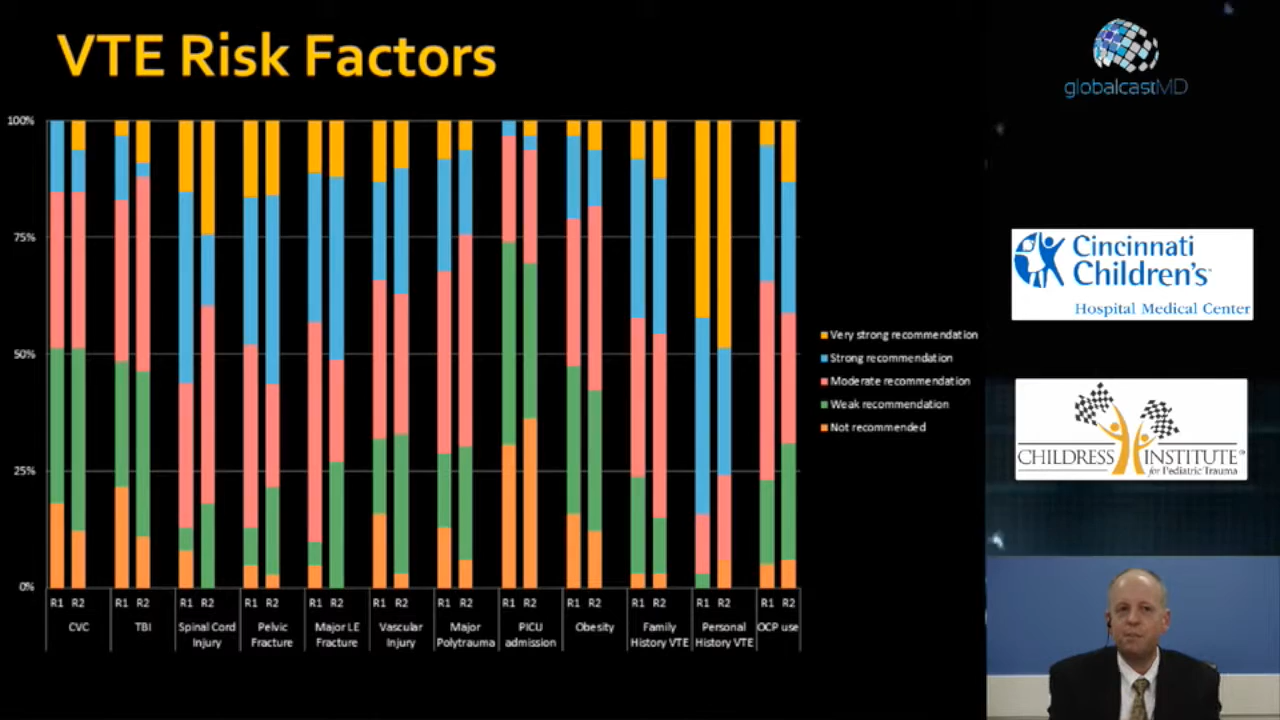 VTE Risk Factors
100%
75%
50%
25%
0%
Very strong recommendation
Strong recommendation
Moderate recommendation
Weak recommendation
Not recommended
R1 R2 R1 R2 R1 R2 R1 R2 R1 R2 R1 R2 R1 R2 R1 R2 R1 R2 R1 R2 R1 R2 R1 R2
CVC TBI Spinal Cord Injury Pelvic Fracture Major LE Fracture Vascular Injury Major Polytrauma PICU admission Obesity Family History VTE Personal History VTE OCP use
globalcastMD
Cincinnati
Children's
Hospital Medical Center
CHILDRESS INSTITUTE
for Pediatric Trauma